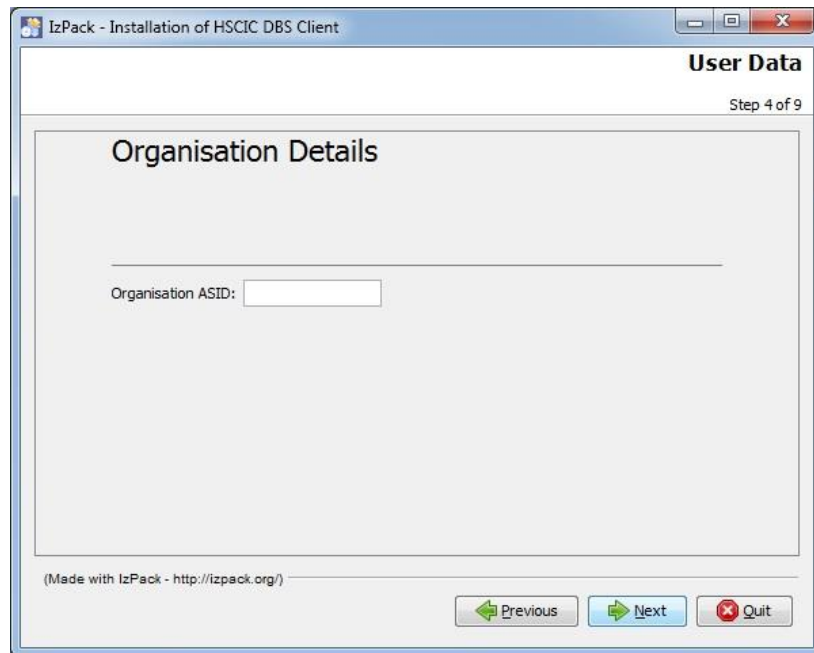 IzPack - Installation of HSCIC DBS Client
User Data
Step 4 of 9
Organisation Details
Organisation ASID:
(Made with IzPack - http://izpack.org/)
Previous Next Quit